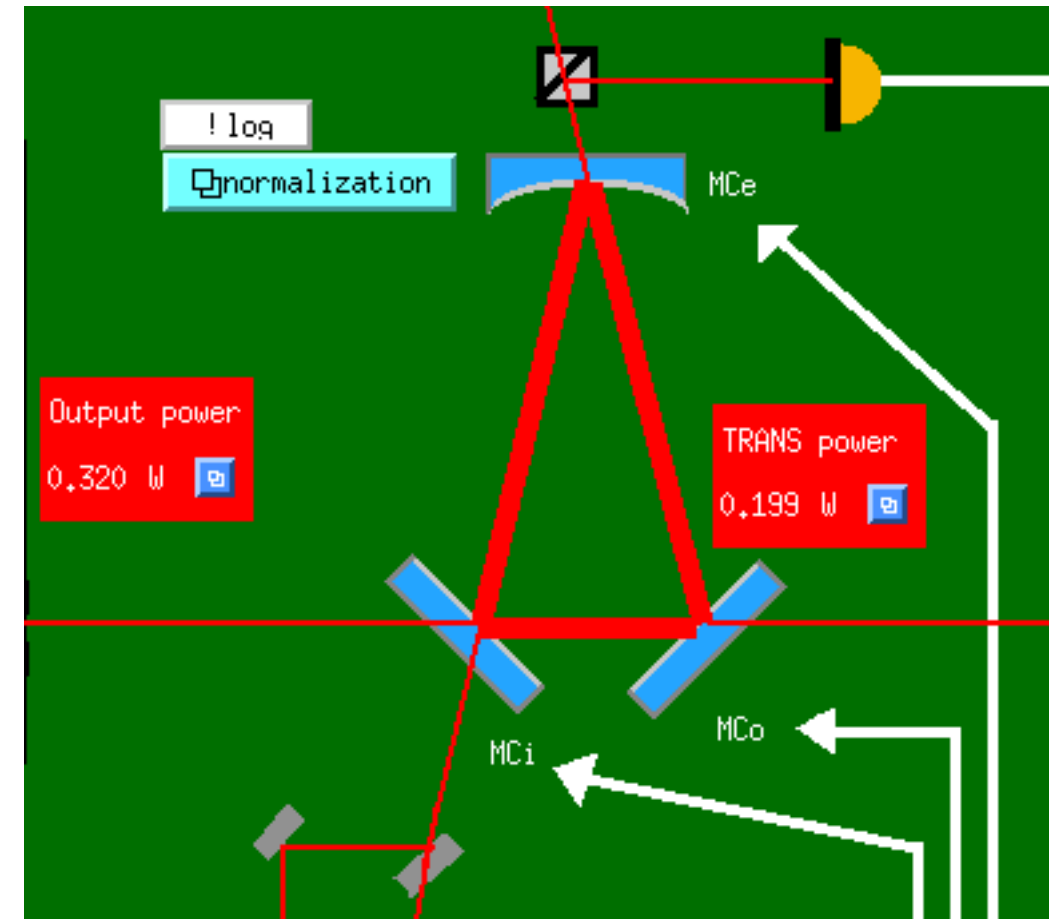 ! log
normalization
MCe
Output power
0.320 W
TRANS power
0.199 W
MCo
MCi